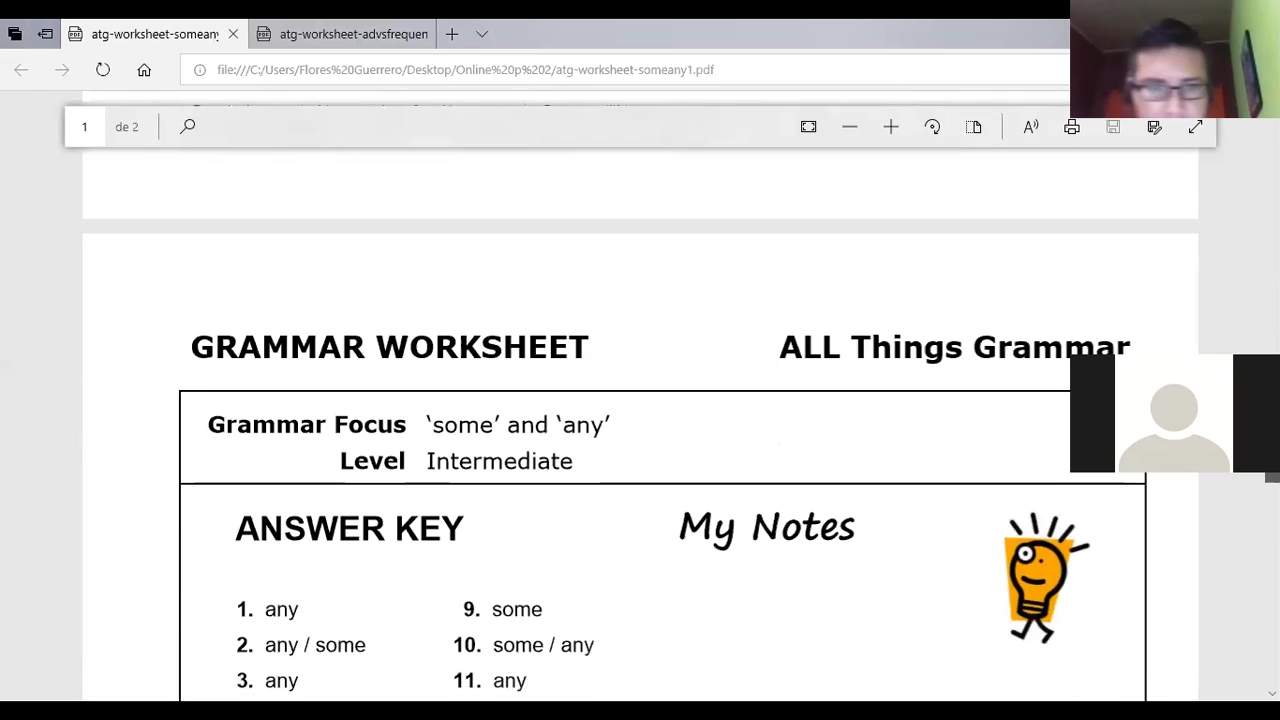 atg-worksheet-someany
atg-worksheet-advsfrequen
file:///C:/Users/Flores%20Guerrero/Desktop/Online%20p%202/atg-worksheet-someany1.pdf
1 de 2
GRAMMAR WORKSHEET ALL Things Grammar
Grammar Focus ‘some’ and ‘any’
Level Intermediate
ANSWER KEY My Notes
1. any 9. some
2. any / some 10. some / any
3. any 11. any